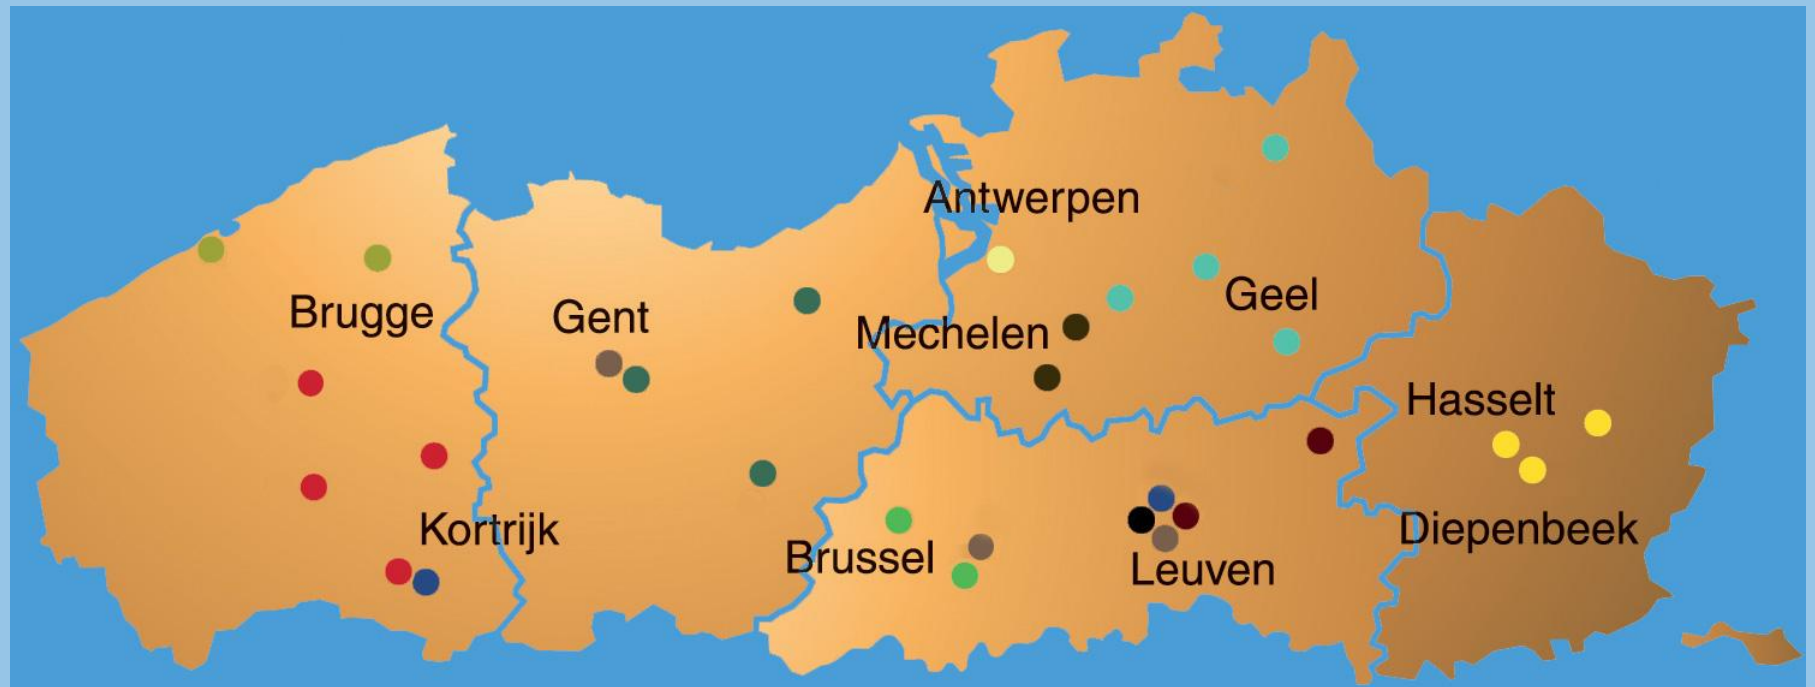 Antwerpen
Geel
Brugge
Gent
Mechelen
Hasselt
Kortrijk
Diepenbeek
Brussel
Leuven